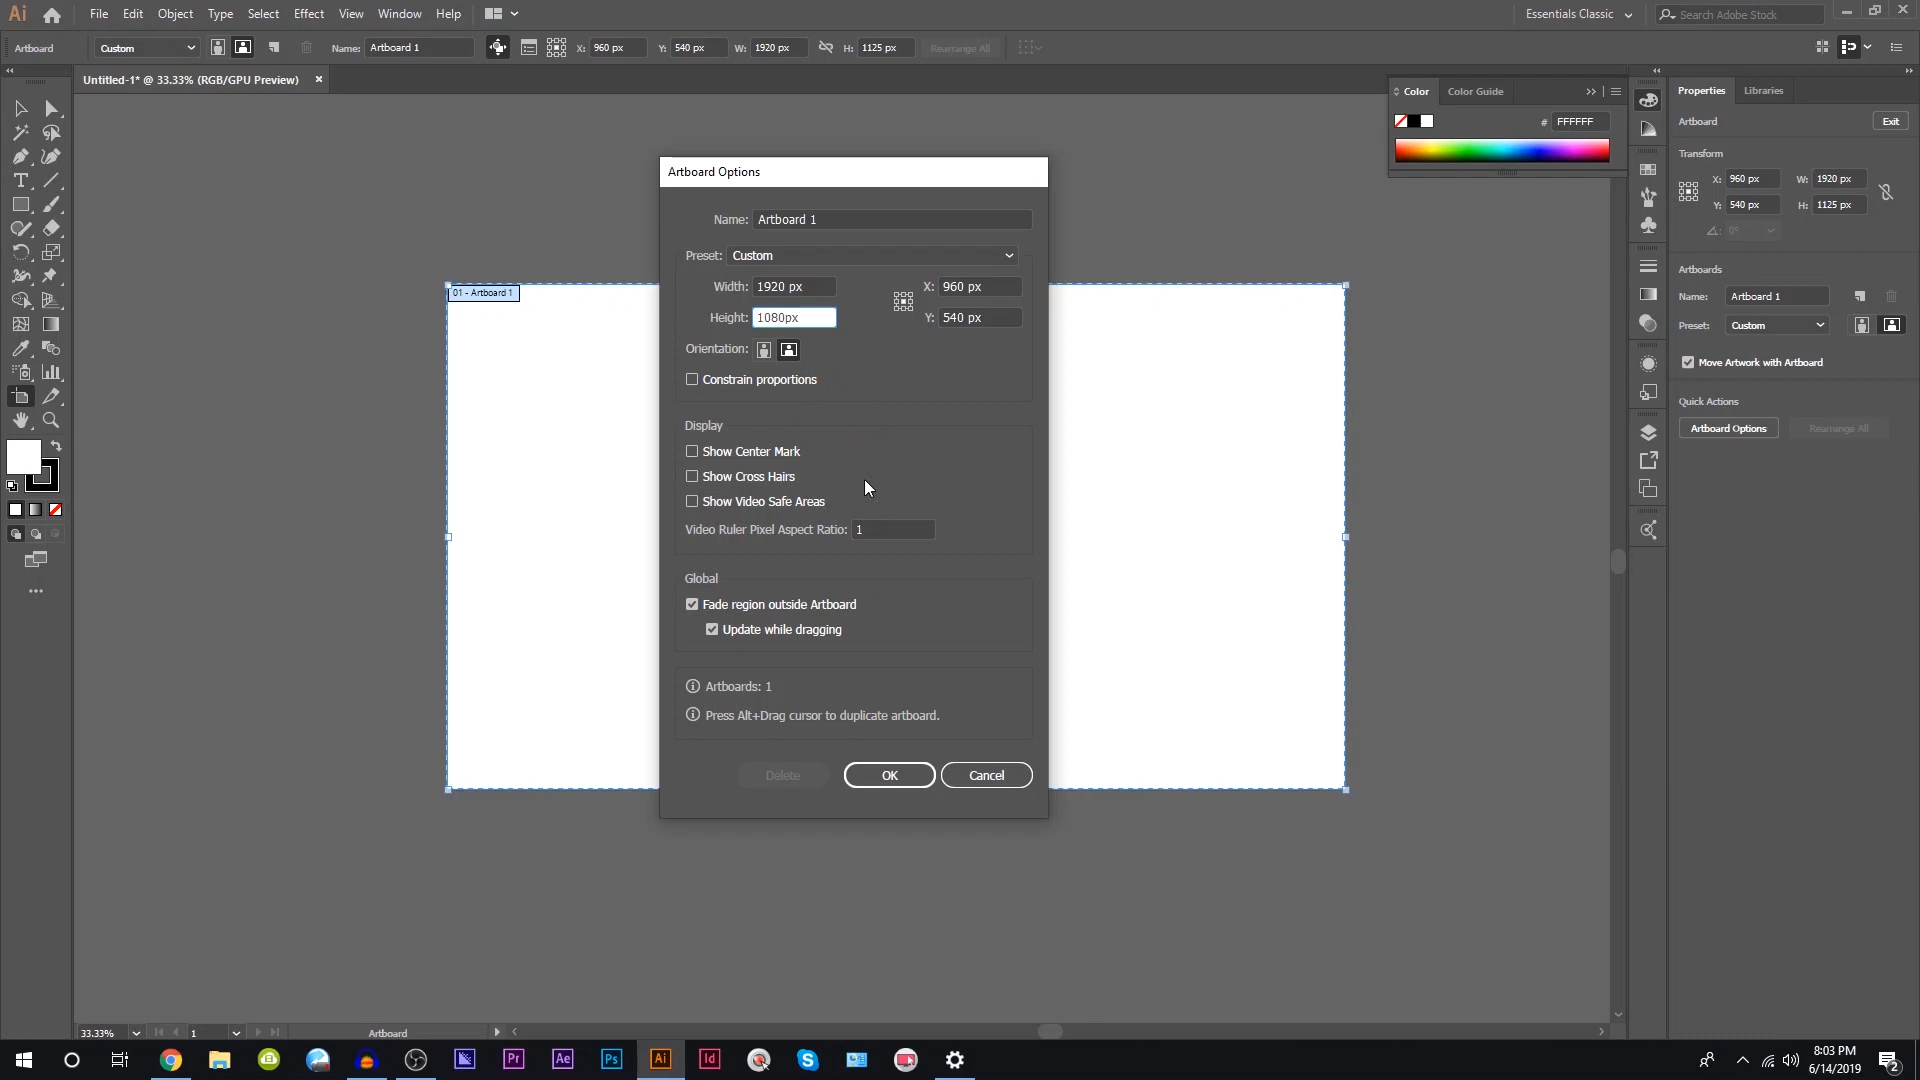 Ai File Edit Object Type Select Effect View Window Help Essentials Classic Search Adobe Stock
Artboard Custom Name: Artboard 1 X: 960 px Y: 540 px W: 1920 px H: 1125 px Rearrange All
Untitled-1* @ 33.33% (RGB/GPU Preview)
Color Color Guide
# FFFFFF
Properties Libraries
Artboard Exit
Transform
X: 960 px W: 1920 px
Y: 540 px H: 1125 px
0°
Artboards
Name: Artboard 1
Preset: Custom
Move Artwork with Artboard
Quick Actions
Artboard Options Rearrange All
01 - Artboard 1
Artboard Options
Name: Artboard 1
Preset: Custom
Width: 1920 px X: 960 px
Height: 1080px Y: 540 px
Orientation:
Constrain proportions
Display
Show Center Mark
Show Cross Hairs
Show Video Safe Areas
Video Ruler Pixel Aspect Ratio: 1
Global
Fade region outside Artboard
Update while dragging
Artboards: 1
Press Alt+Drag cursor to duplicate artboard.
Delete OK Cancel
33.33% 1 Artboard
Pr Ae Ps Ai Id
8:03 PM
6/14/2019
2